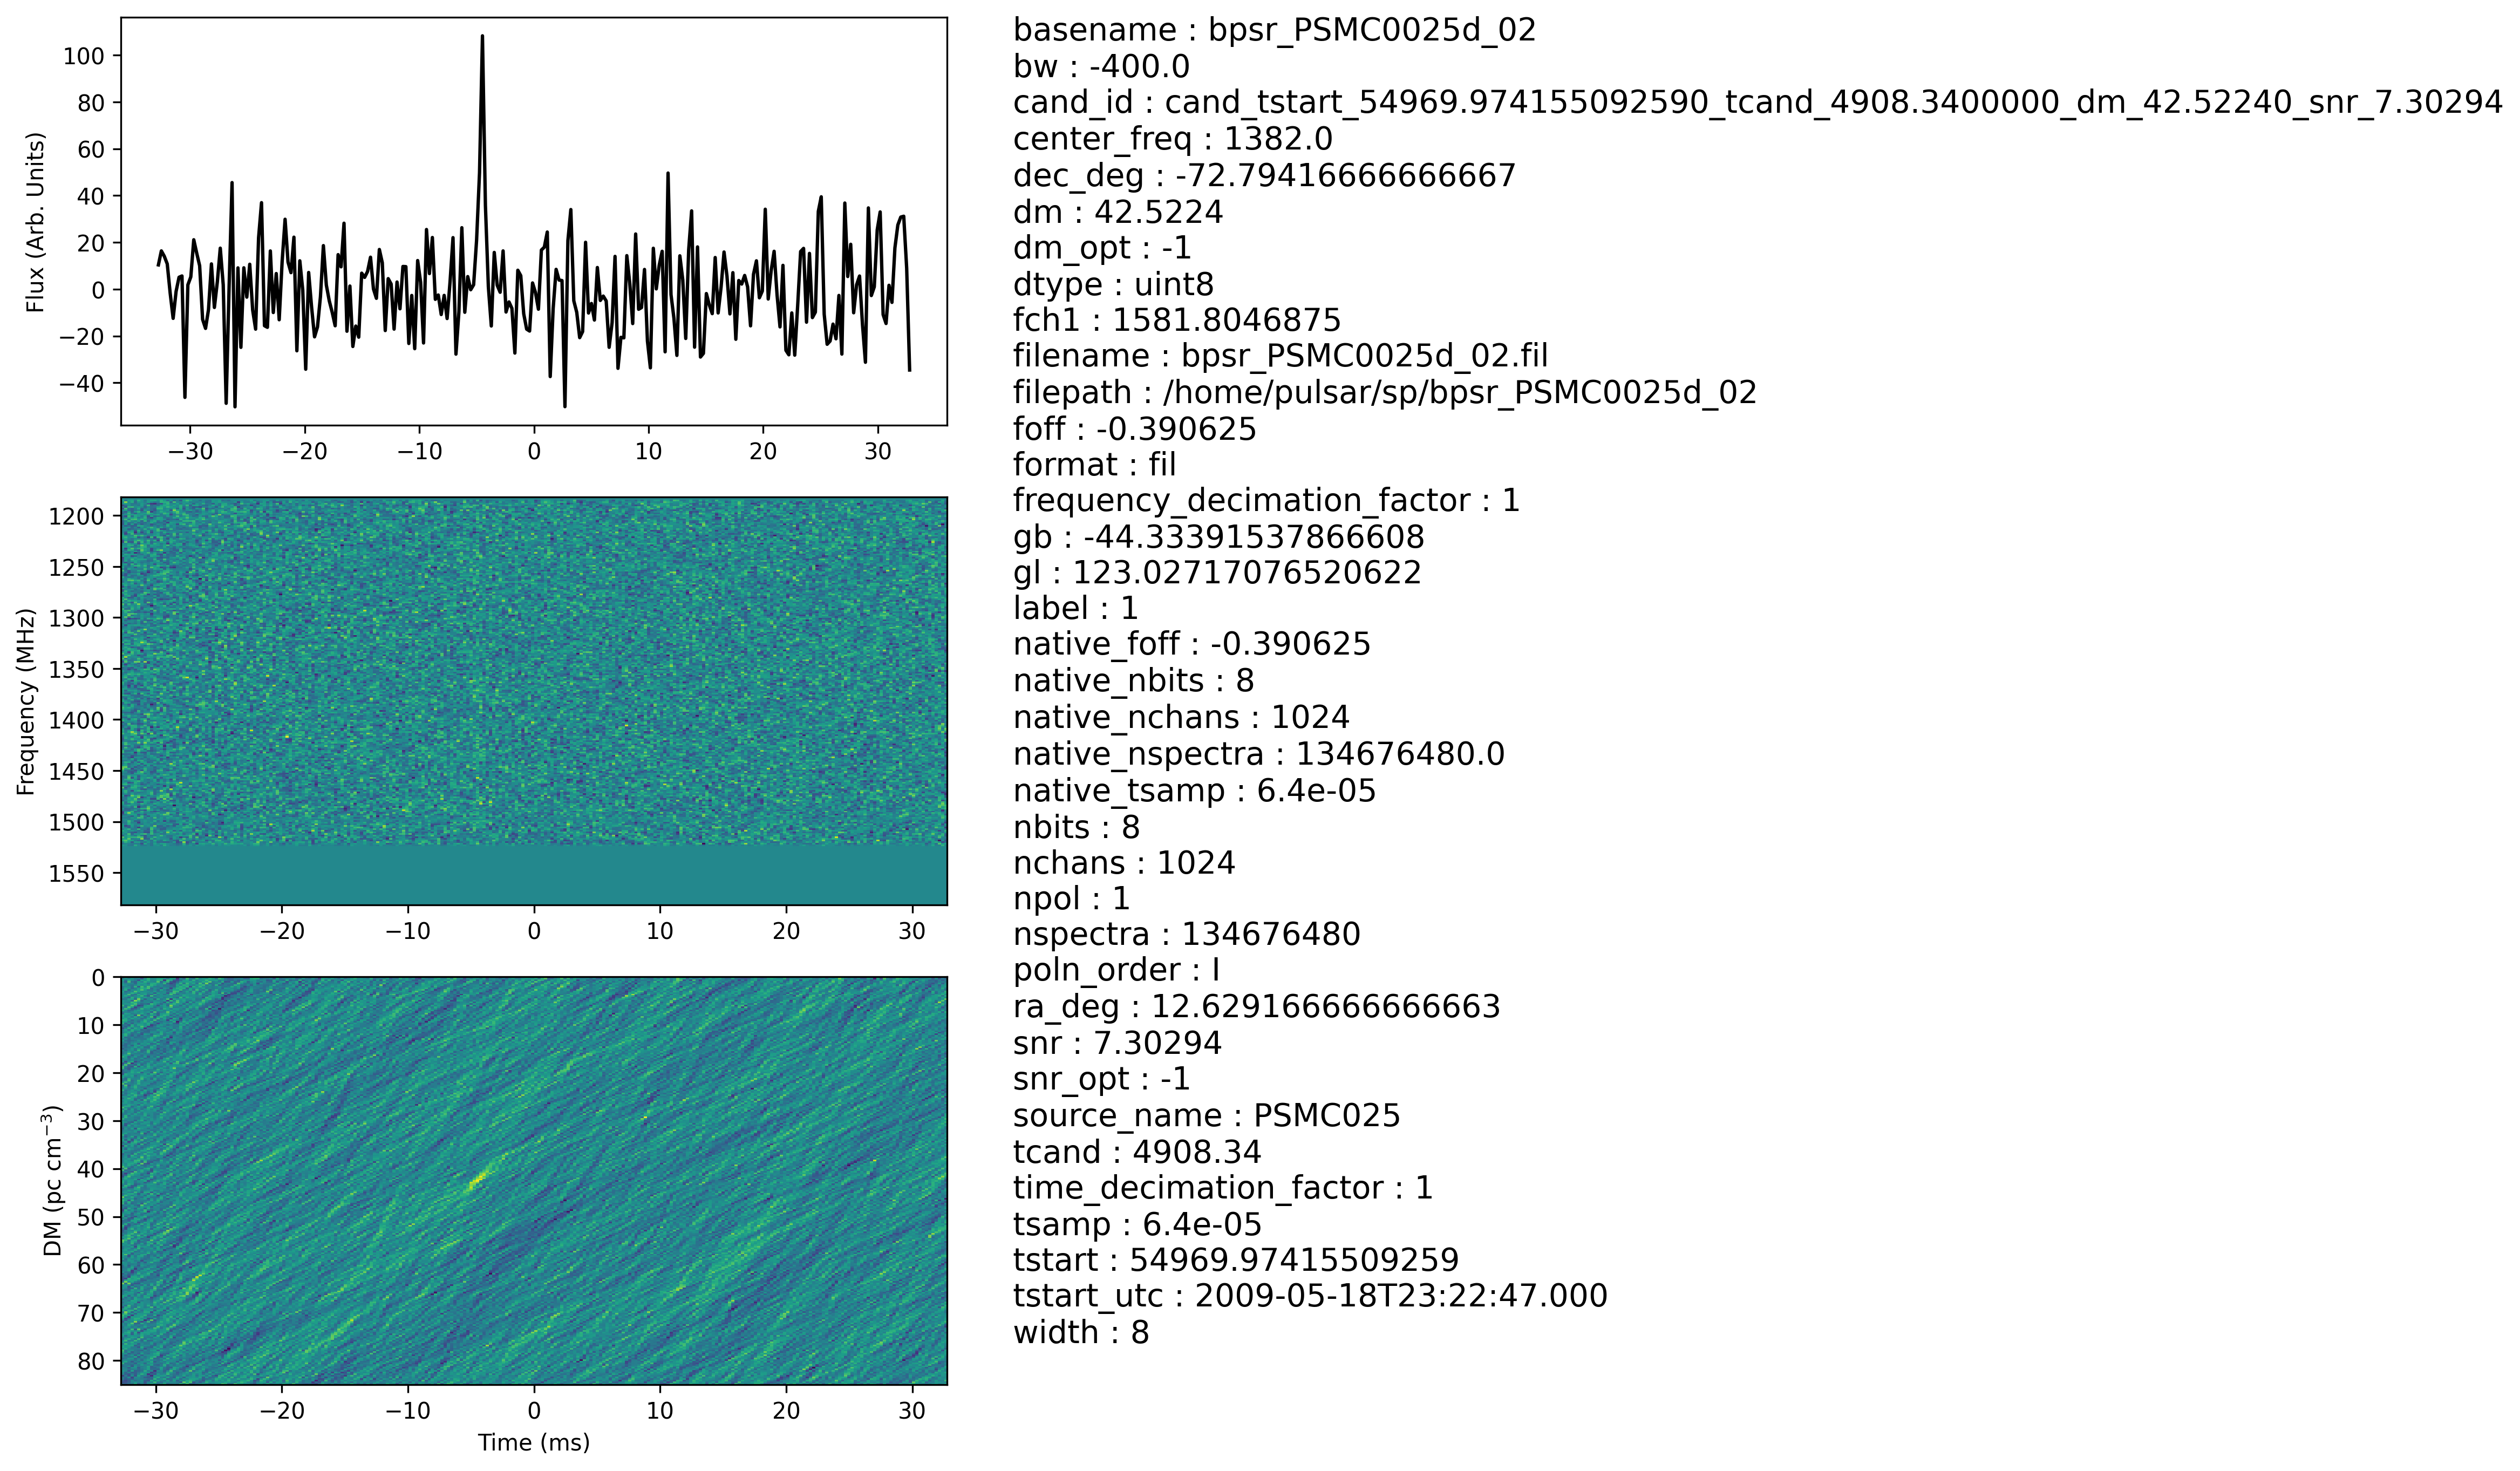 100
80
60
40
20
0
−20
−40
Flux (Arb. Units)
−30 −20 −10 0 10 20 30
1200
1250
1300
1350
1400
1450
1500
1550
Frequency (MHz)
−30 −20 −10 0 10 20 30
0
10
20
30
40
50
60
70
80
DM (pc cm⁻³)
−30 −20 −10 0 10 20 30
Time (ms)
basename : bpsr_PSMC0025d_02
bw : -400.0
cand_id : cand_tstart_54969.974155092590_tcand_4908.3400000_dm_42.52240_snr_7.30294
center_freq : 1382.0
dec_deg : -72.79416666666667
dm : 42.5224
dm_opt : -1
dtype : uint8
fch1 : 1581.8046875
filename : bpsr_PSMC0025d_02.fil
filepath : /home/pulsar/sp/bpsr_PSMC0025d_02
foff : -0.390625
format : fil
frequency_decimation_factor : 1
gb : -44.33391537866608
gl : 123.02717076520622
label : 1
native_foff : -0.390625
native_nbits : 8
native_nchans : 1024
native_nspectra : 134676480.0
native_tsamp : 6.4e-05
nbits : 8
nchans : 1024
npol : 1
nspectra : 134676480
poln_order : I
ra_deg : 12.629166666666663
snr : 7.30294
snr_opt : -1
source_name : PSMC025
tcand : 4908.34
time_decimation_factor : 1
tsamp : 6.4e-05
tstart : 54969.97415509259
tstart_utc : 2009-05-18T23:22:47.000
width : 8